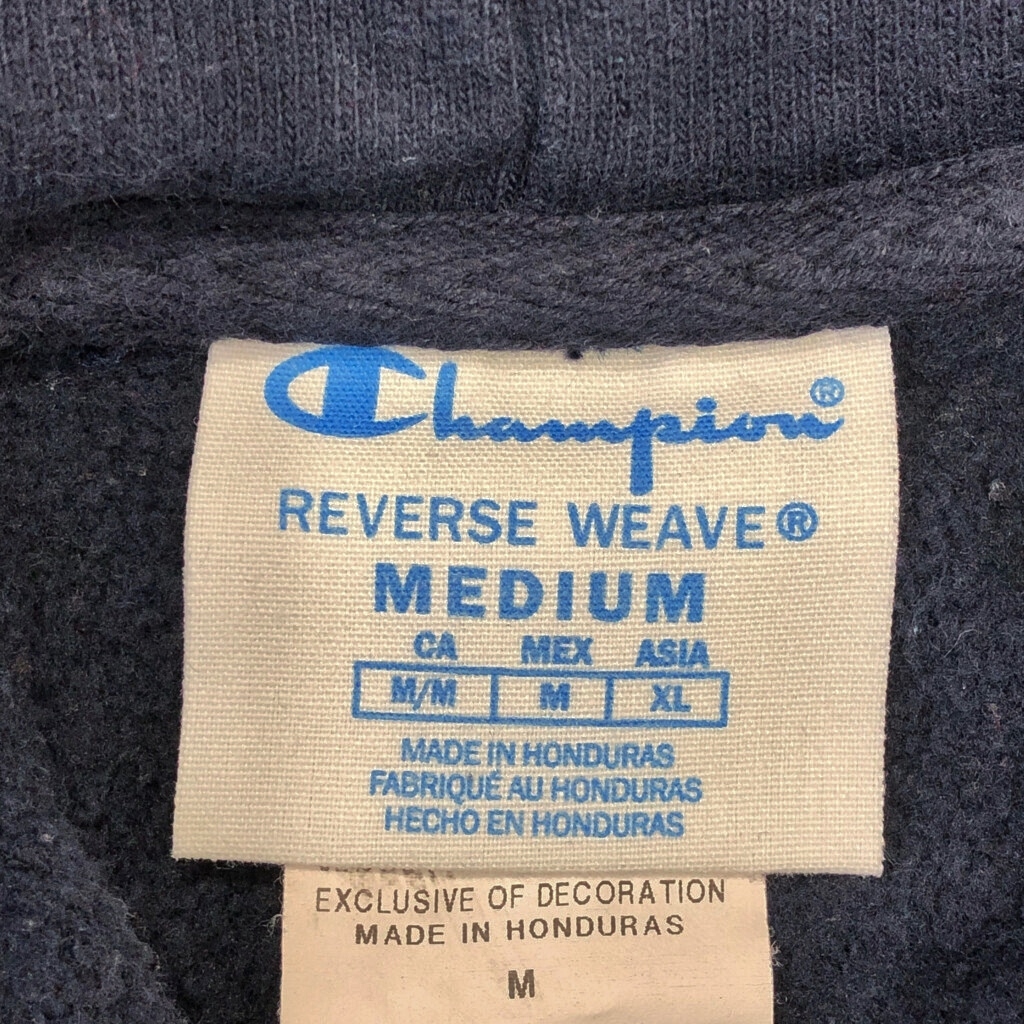 Champion®
REVERSE WEAVE®
MEDIUM
CA MEX ASIA
M/M M XL
MADE IN HONDURAS
FABRIQUÉ AU HONDURAS
HECHO EN HONDURAS
EXCLUSIVE OF DECORATION
MADE IN HONDURAS
M